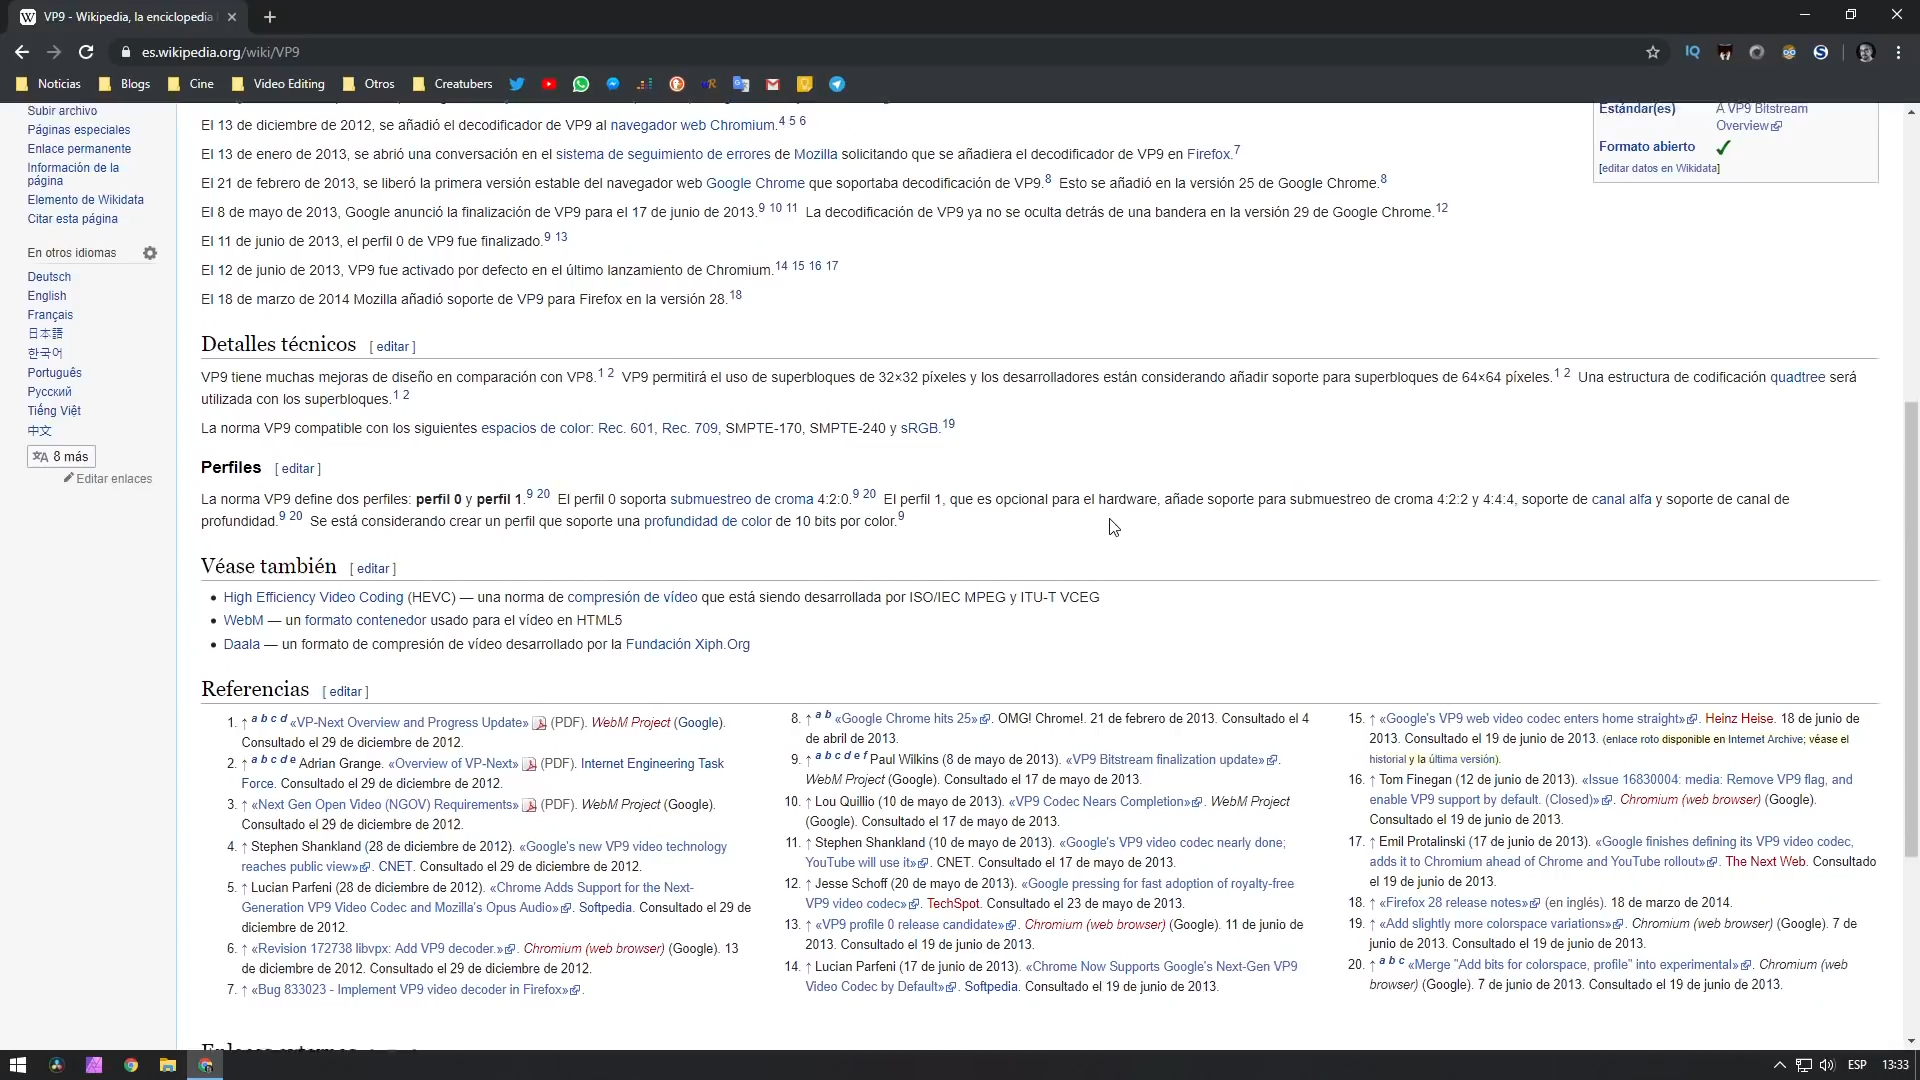 VP9 - Wikipedia, la enciclopedia
es.wikipedia.org/wiki/VP9
Noticias Blogs Cine Video Editing Otros Creatubers
Subir archivo
Páginas especiales
Enlace permanente
Información de la
página
Elemento de Wikidata
Citar esta página
En otros idiomas
Deutsch
English
Français
日本語
한국어
Português
Русский
Tiếng Việt
中文
8 más
Editar enlaces
Estándar(es) A VP9 Bitstream
Overview
Formato abierto
[editar datos en Wikidata]
El 13 de diciembre de 2012, se añadió el decodificador de VP9 al navegador web Chromium.4 5 6
El 13 de enero de 2013, se abrió una conversación en el sistema de seguimiento de errores de Mozilla solicitando que se añadiera el decodificador de VP9 en Firefox.7
El 21 de febrero de 2013, se liberó la primera versión estable del navegador web Google Chrome que soportaba decodificación de VP9.8 Esto se añadió en la versión 25 de Google Chrome.8
El 8 de mayo de 2013, Google anunció la finalización de VP9 para el 17 de junio de 2013.9 10 11 La decodificación de VP9 ya no se oculta detrás de una bandera en la versión 29 de Google Chrome.12
El 11 de junio de 2013, el perfil 0 de VP9 fue finalizado.9 13
El 12 de junio de 2013, VP9 fue activado por defecto en el último lanzamiento de Chromium.14 15 16 17
El 18 de marzo de 2014 Mozilla añadió soporte de VP9 para Firefox en la versión 28.18
Detalles técnicos [ editar ]
VP9 tiene muchas mejoras de diseño en comparación con VP8.1 2 VP9 permitirá el uso de superbloques de 32×32 píxeles y los desarrolladores están considerando añadir soporte para superbloques de 64×64 píxeles.1 2 Una estructura de codificación quadtree será
utilizada con los superbloques.1 2
La norma VP9 compatible con los siguientes espacios de color: Rec. 601, Rec. 709, SMPTE-170, SMPTE-240 y sRGB.19
Perfiles [ editar ]
La norma VP9 define dos perfiles: perfil 0 y perfil 1.9 20 El perfil 0 soporta submuestreo de croma 4:2:0.9 20 El perfil 1, que es opcional para el hardware, añade soporte para submuestreo de croma 4:2:2 y 4:4:4, soporte de canal alfa y soporte de canal de
profundidad.9 20 Se está considerando crear un perfil que soporte una profundidad de color de 10 bits por color.9
Véase también [ editar ]
• High Efficiency Video Coding (HEVC) — una norma de compresión de vídeo que está siendo desarrollada por ISO/IEC MPEG y ITU-T VCEG
• WebM — un formato contenedor usado para el vídeo en HTML5
• Daala — un formato de compresión de vídeo desarrollado por la Fundación Xiph.Org
Referencias [ editar ]
1. ↑ a b c d «VP-Next Overview and Progress Update» (PDF). WebM Project (Google).
Consultado el 29 de diciembre de 2012.
2. ↑ a b c d e Adrian Grange. «Overview of VP-Next» (PDF). Internet Engineering Task
Force. Consultado el 29 de diciembre de 2012.
3. ↑ «Next Gen Open Video (NGOV) Requirements» (PDF). WebM Project (Google).
Consultado el 29 de diciembre de 2012.
4. ↑ Stephen Shankland (28 de diciembre de 2012). «Google's new VP9 video technology
reaches public view». CNET. Consultado el 29 de diciembre de 2012.
5. ↑ Lucian Parfeni (28 de diciembre de 2012). «Chrome Adds Support for the Next-
Generation VP9 Video Codec and Mozilla's Opus Audio». Softpedia. Consultado el 29 de
diciembre de 2012.
6. ↑ «Revision 172738 libvpx: Add VP9 decoder.». Chromium (web browser) (Google). 13
de diciembre de 2012. Consultado el 29 de diciembre de 2012.
7. ↑ «Bug 833023 - Implement VP9 video decoder in Firefox».
8. ↑ a b «Google Chrome hits 25». OMG! Chrome!. 21 de febrero de 2013. Consultado el 4
de abril de 2013.
9. ↑ a b c d e f Paul Wilkins (8 de mayo de 2013). «VP9 Bitstream finalization update».
WebM Project (Google). Consultado el 17 de mayo de 2013.
10. ↑ Lou Quillio (10 de mayo de 2013). «VP9 Codec Nears Completion». WebM Project
(Google). Consultado el 17 de mayo de 2013.
11. ↑ Stephen Shankland (10 de mayo de 2013). «Google's VP9 video codec nearly done;
YouTube will use it». CNET. Consultado el 17 de mayo de 2013.
12. ↑ Jesse Schoff (20 de mayo de 2013). «Google pressing for fast adoption of royalty-free
VP9 video codec». TechSpot. Consultado el 23 de mayo de 2013.
13. ↑ «VP9 profile 0 release candidate». Chromium (web browser) (Google). 11 de junio de
2013. Consultado el 19 de junio de 2013.
14. ↑ Lucian Parfeni (17 de junio de 2013). «Chrome Now Supports Google's Next-Gen VP9
Video Codec by Default». Softpedia. Consultado el 19 de junio de 2013.
15. ↑ «Google's VP9 web video codec enters home straight». Heinz Heise. 18 de junio de
2013. Consultado el 19 de junio de 2013. (enlace roto disponible en Internet Archive; véase el
historial y la última versión).
16. ↑ Tom Finegan (12 de junio de 2013). «Issue 16830004: media: Remove VP9 flag, and
enable VP9 support by default. (Closed)». Chromium (web browser) (Google).
Consultado el 19 de junio de 2013.
17. ↑ Emil Protalinski (17 de junio de 2013). «Google finishes defining its VP9 video codec,
adds it to Chromium ahead of Chrome and YouTube rollout». The Next Web. Consultado
el 19 de junio de 2013.
18. ↑ «Firefox 28 release notes» (en inglés). 18 de marzo de 2014.
19. ↑ «Add slightly more colorspace variations». Chromium (web browser) (Google). 7 de
junio de 2013. Consultado el 19 de junio de 2013.
20. ↑ a b c «Merge "Add bits for colorspace, profile" into experimental». Chromium (web
browser) (Google). 7 de junio de 2013. Consultado el 19 de junio de 2013.
ESP 13:33